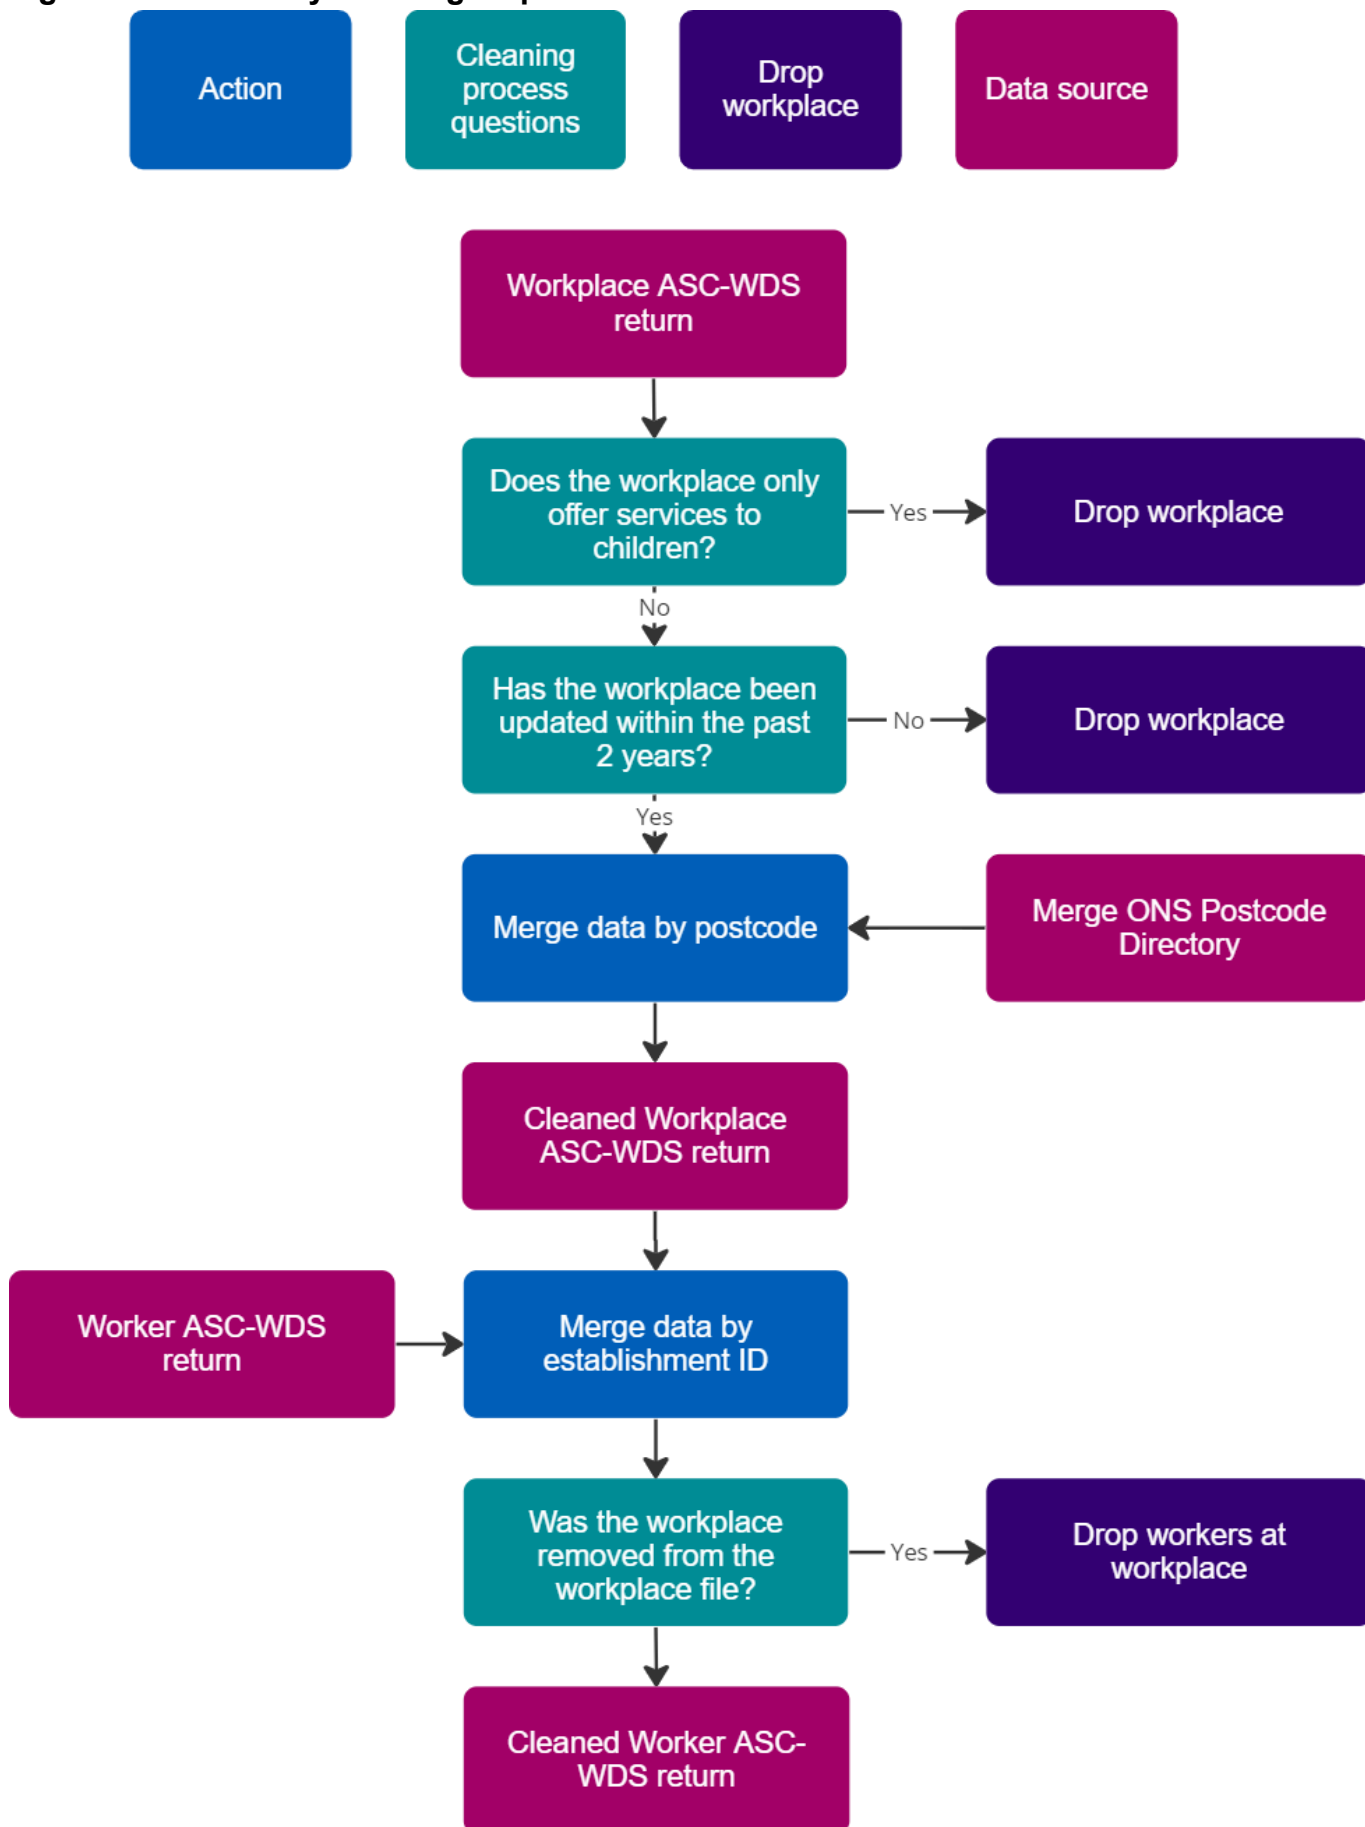 Action
Cleaning
process
questions
Drop
workplace
Data source
Workplace ASC-WDS
return
Does the workplace only
offer services to
children?
Yes
Drop workplace
No
Has the workplace been
updated within the past
2 years?
No
Drop workplace
Yes
Merge data by postcode
Merge ONS Postcode
Directory
Cleaned Workplace
ASC-WDS return
Worker ASC-WDS
return
Merge data by
establishment ID
Was the workplace
removed from the
workplace file?
Yes
Drop workers at
workplace
Cleaned Worker ASC-
WDS return